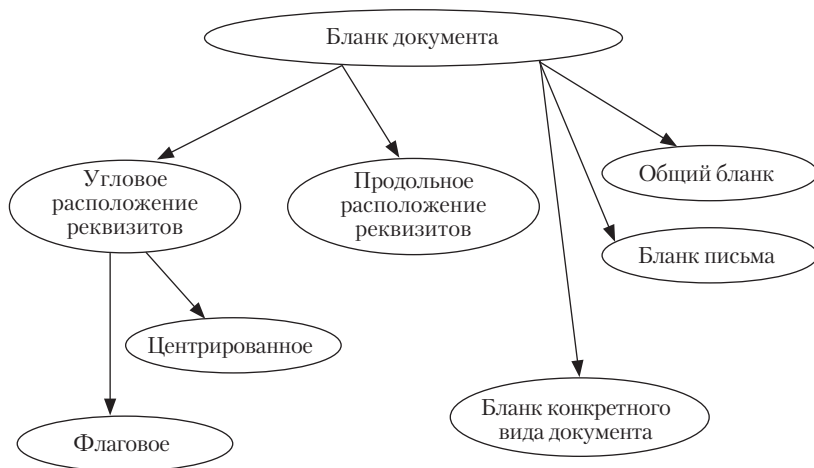 Бланк документа
Угловое
расположение
реквизитов
Продольное
расположение
реквизитов
Общий бланк
Бланк письма
Центрированное
Бланк конкретного
вида документа
Флаговое